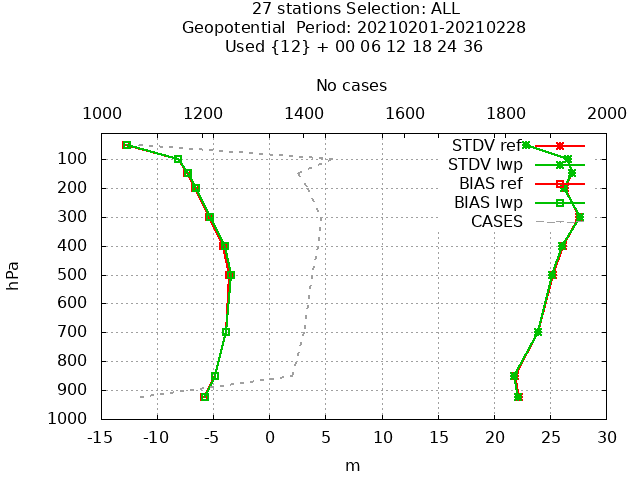 27 stations Selection: ALL
Geopotential  Period: 20210201-20210228
Used {12} + 00 06 12 18 24 36
No cases
1000 1200 1400 1600 1800 2000
STDV ref
STDV lwp
BIAS ref
BIAS lwp
CASES
hPa
100
200
300
400
500
600
700
800
900
1000
-15 -10 -5 0 5 10 15 20 25 30
m